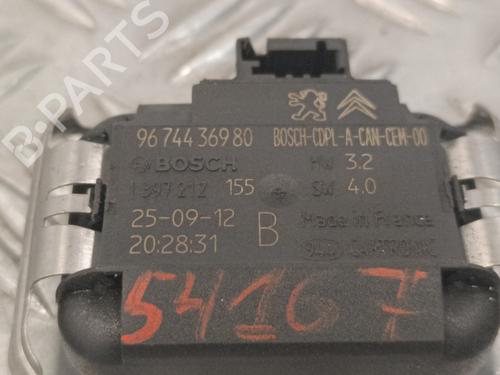 B-Parts
96 744 369 80 BOSCH-CDPL-A-CAN-CEM-00
BOSCH HW 3.2
1 397 212 155 SW 4.0
25-09-12 B Made in France
20:28:31
54167